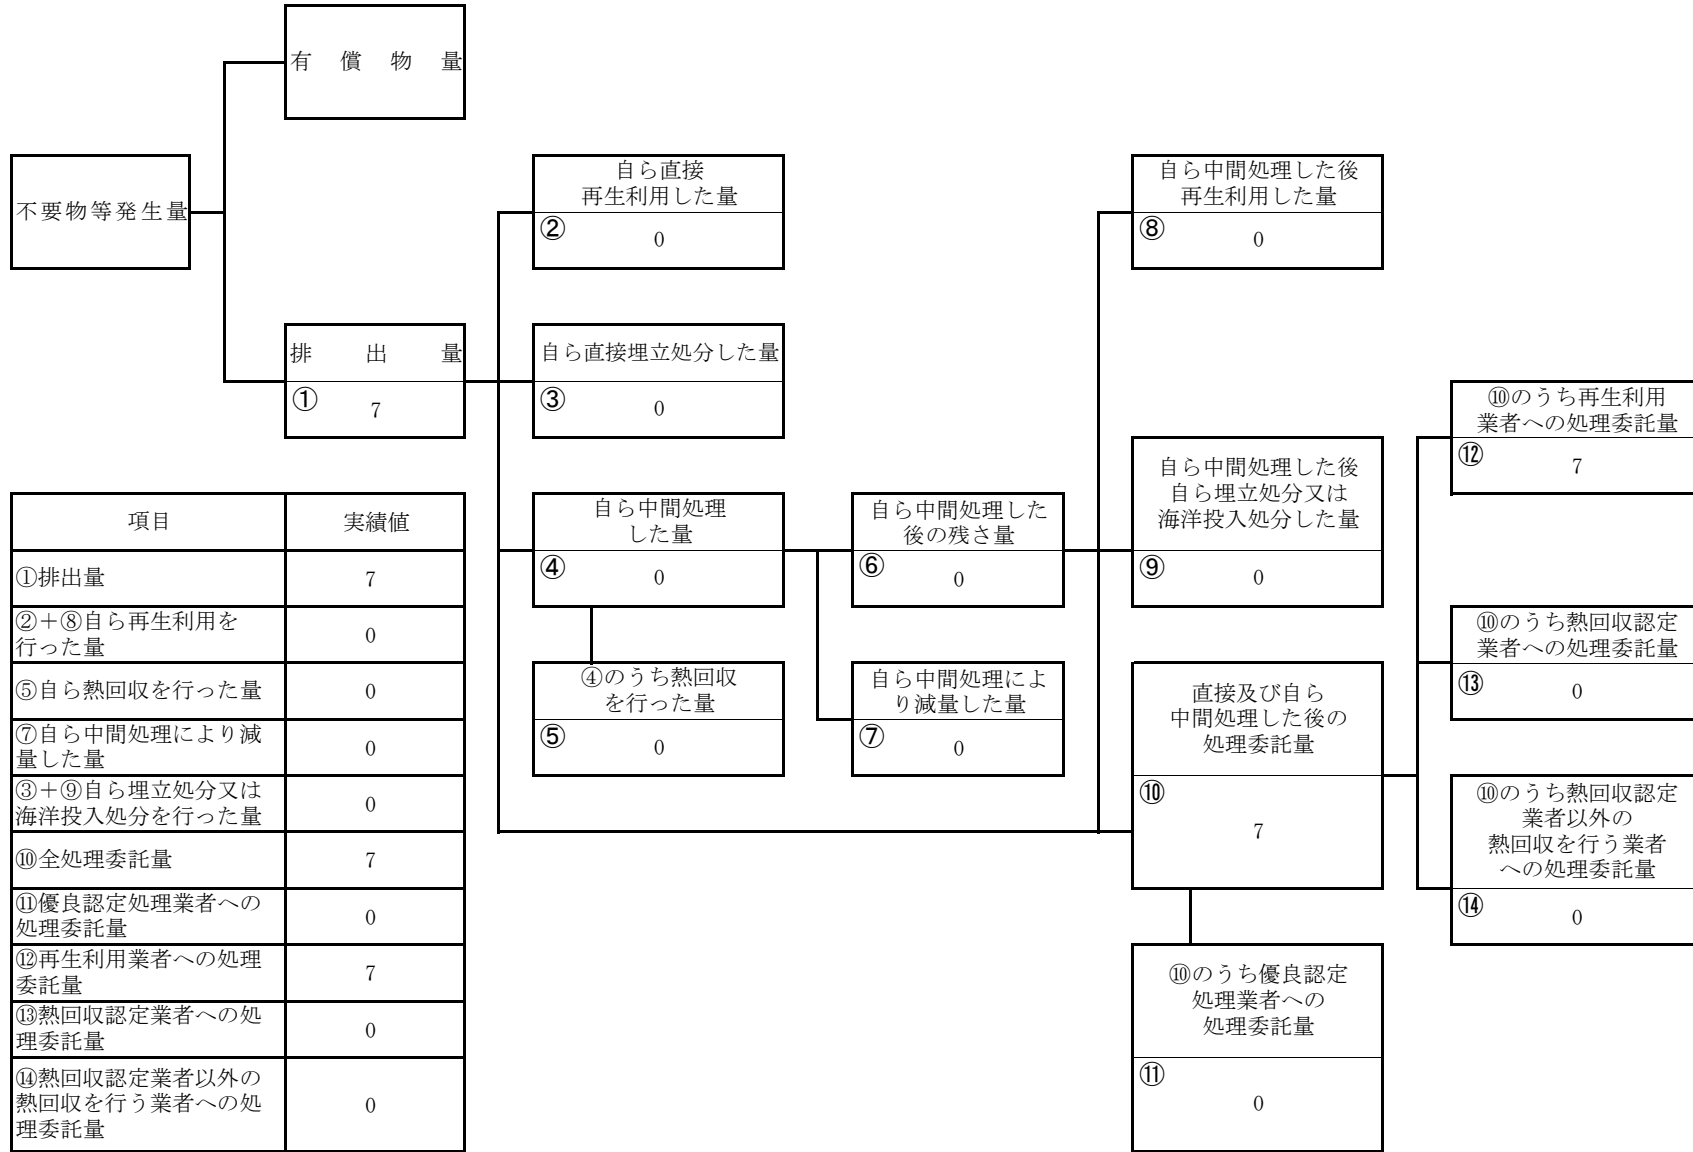 有償物量
不要物等発生量
自ら直接
再生利用した量
②
0
自ら中間処理した後
再生利用した量
⑧
0
排出量
①
7
自ら直接埋立処分した量
③
0
⑩のうち再生利用
業者への処理委託量
⑫
7
自ら中間処理した後
自ら埋立処分又は
海洋投入処分した量
⑨
0
自ら中間処理
した量
④
0
自ら中間処理した
後の残さ量
⑥
0
⑩のうち熱回収認定
業者への処理委託量
⑬
0
④のうち熱回収
を行った量
⑤
0
自ら中間処理によ
り減量した量
⑦
0
直接及び自ら
中間処理した後の
処理委託量
⑩
7
⑩のうち熱回収認定
業者以外の
熱回収を行う業者
への処理委託量
⑭
0
⑩のうち優良認定
処理業者への
処理委託量
⑪
0
項目 実績値
①排出量 7
②+⑧自ら再生利用を
行った量
0
⑤自ら熱回収を行った量 0
⑦自ら中間処理により減
量した量
0
③+⑨自ら埋立処分又は
海洋投入処分を行った量
0
⑩全処理委託量 7
⑪優良認定処理業者への
処理委託量
0
⑫再生利用業者への処理
委託量
7
⑬熱回収認定業者への処
理委託量
0
⑭熱回収認定業者以外の
熱回収を行う業者への処
理委託量
0